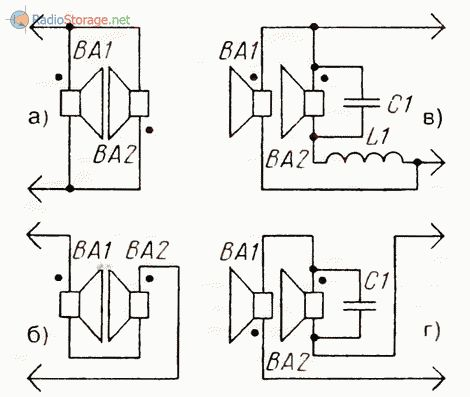 RadioStorage.net
BA1
BA2
а)
BA1
BA2
C1
L1
в)
BA1 BA2
б)
BA1
BA2
C1
г)